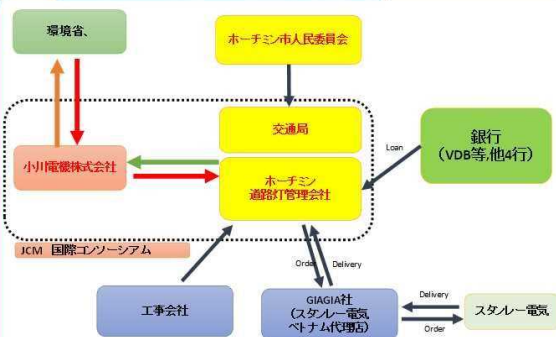 環境省、
ホーチミン市人民委員会
交通局
銀行
(VDB等,他4行)
Loan
小川電機株式会社
ホーチミン
道路灯管理会社
JCM 国際コンソーシアム
Order
Delivery
工事会社
GIAGIA社
(スタンレー電気
ベトナム代理店)
Delivery
Order
スタンレー電気